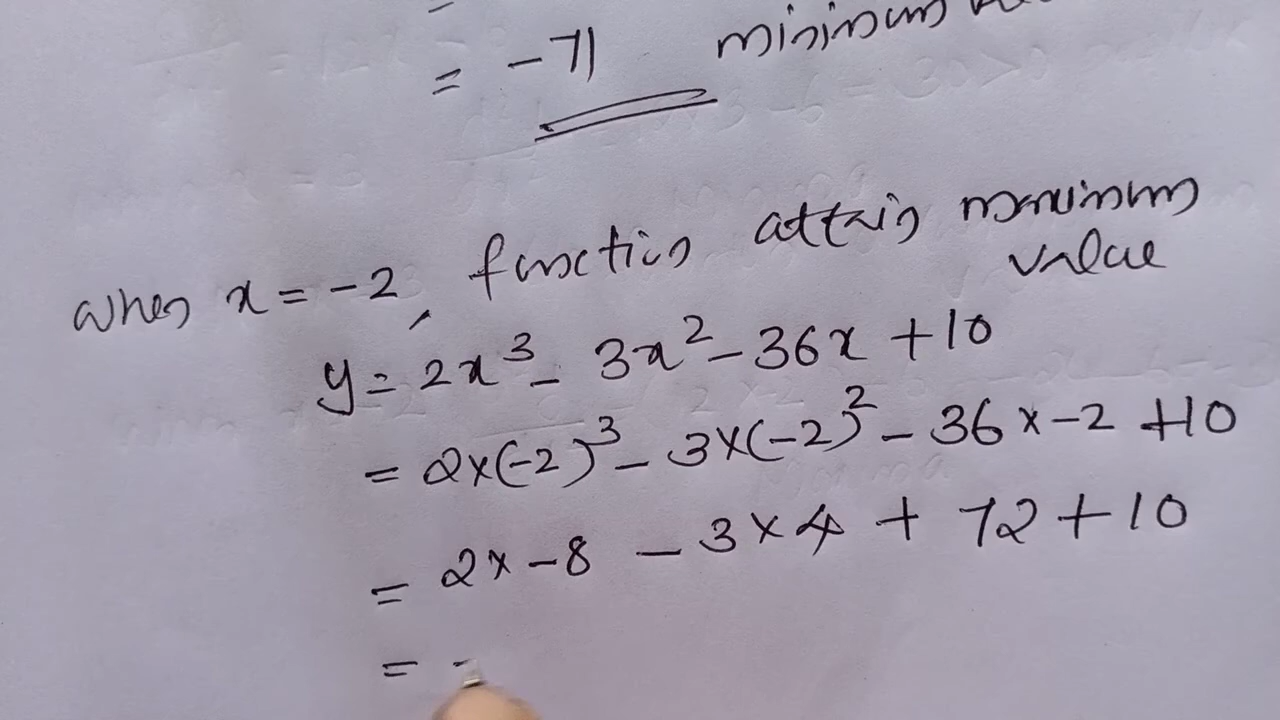 = -71 minimum
when x = -2, function attain maximum
value
y = 2x³ - 3x² - 36x + 10
= 2×(-2)³ - 3×(-2)² - 36×-2 +10
= 2×-8 - 3×4 + 72 + 10
= -